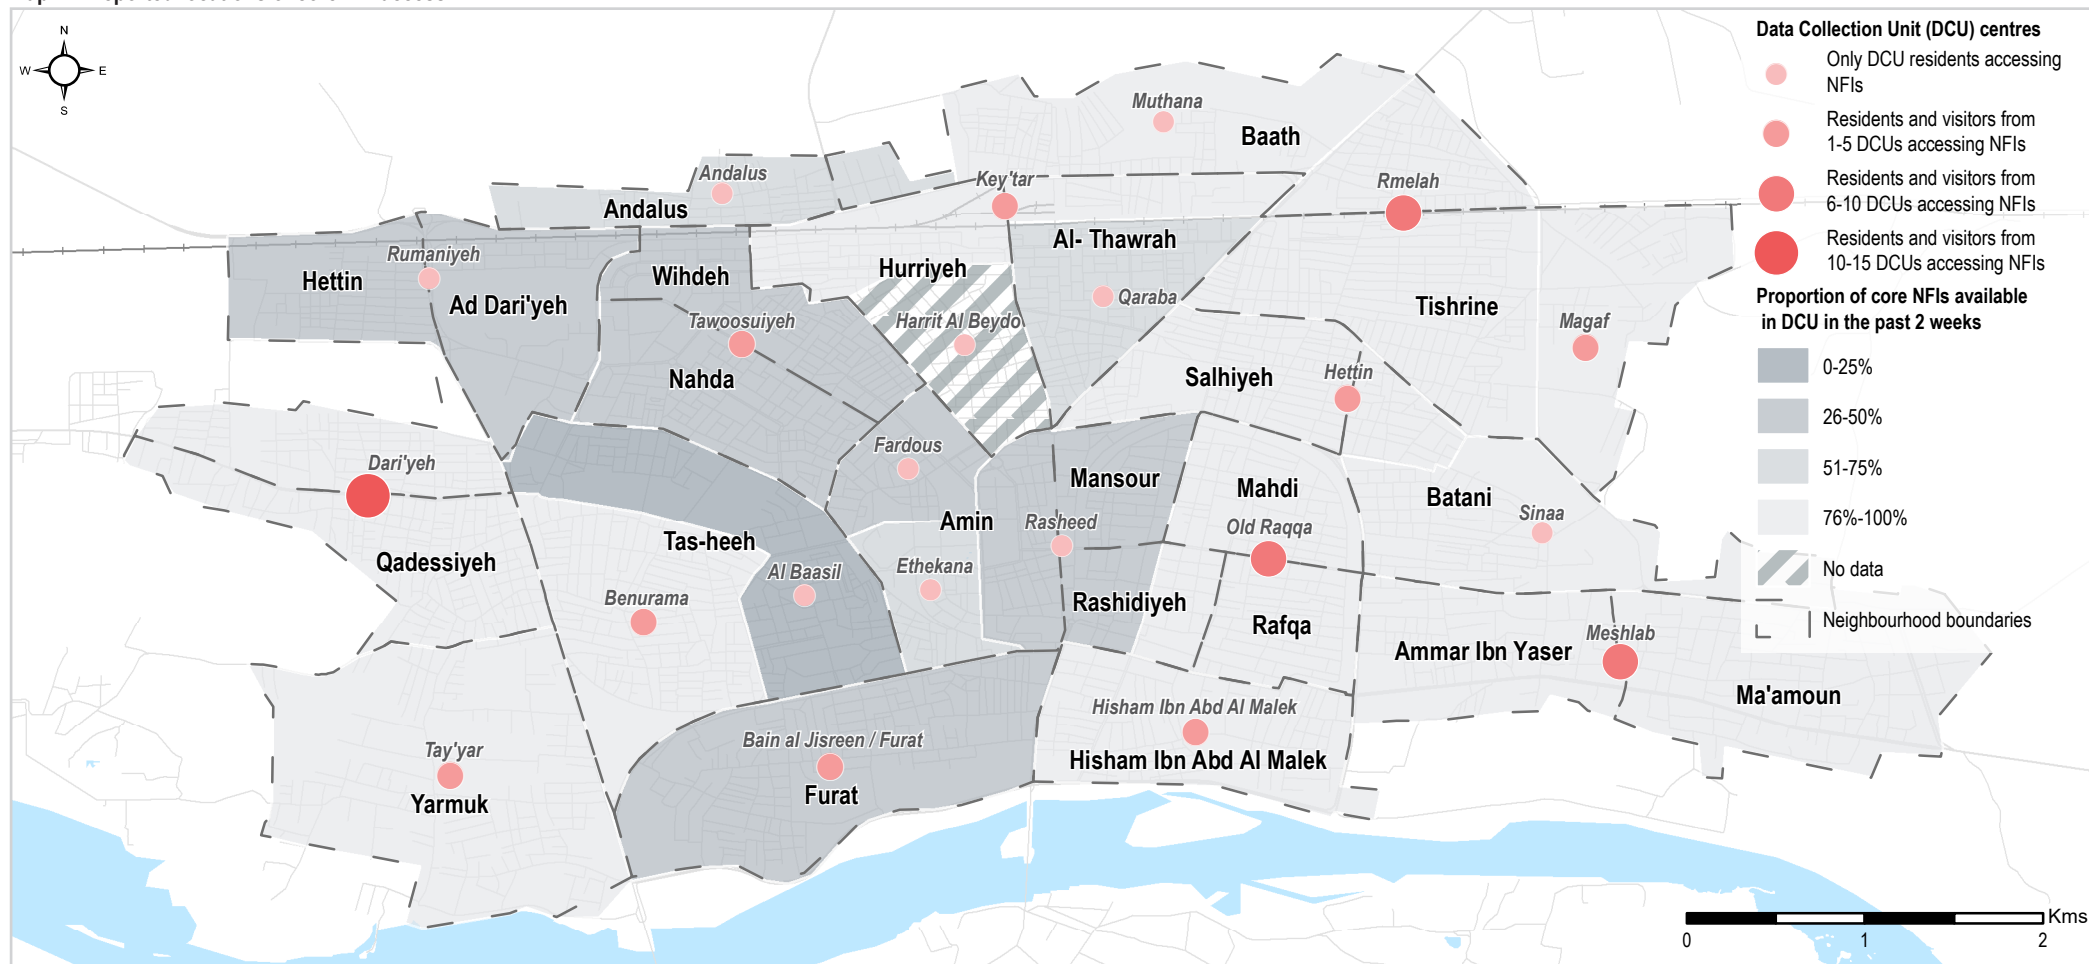 N
W
E
S
Data Collection Unit (DCU) centres
Only DCU residents accessing
NFIs
Residents and visitors from
1-5 DCUs accessing NFIs
Residents and visitors from
6-10 DCUs accessing NFIs
Residents and visitors from
10-15 DCUs accessing NFIs
Proportion of core NFIs available
in DCU in the past 2 weeks
0-25%
26-50%
51-75%
76%-100%
No data
Neighbourhood boundaries
Muthana
Baath
Andalus
Andalus
Key'tar
Rmelah
Al- Thawrah
Rumaniyeh
Hettin
Wihdeh
Hurriyeh
Ad Dari'yeh
Qaraba
Tishrine
Tawoosuiyeh
Harrit Al Beydo
Magaf
Nahda
Salhiyeh
Hettin
Fardous
Dari'yeh
Mansour
Mahdi
Batani
Amin
Rasheed
Old Raqqa
Sinaa
Tas-heeh
Qadessiyeh
Al Baasil
Ethekana
Benurama
Rashidiyeh
Rafqa
Ammar Ibn Yaser
Meshlab
Ma'amoun
Hisham Ibn Abd Al Malek
Hisham Ibn Abd Al Malek
Bain al Jisreen / Furat
Furat
Tay'yar
Yarmuk
Kms
0
1
2